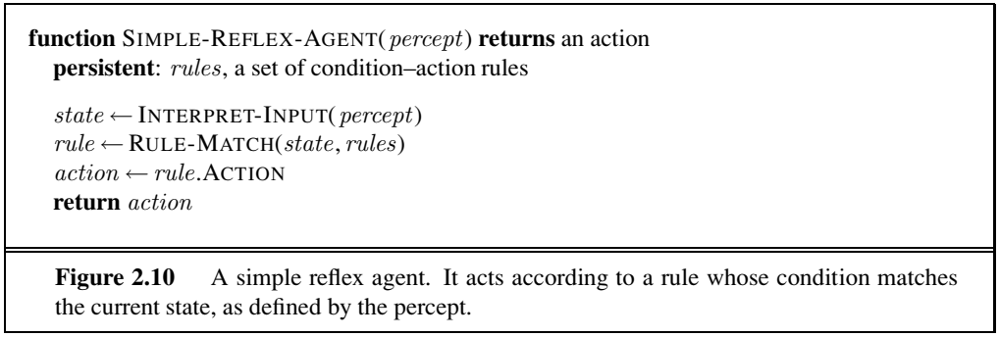 function SIMPLE-REFLEX-AGENT(percept) returns an action
persistent: rules, a set of condition–action rules
state ← INTERPRET-INPUT(percept)
rule ← RULE-MATCH(state, rules)
action ← rule.ACTION
return action
Figure 2.10 A simple reflex agent. It acts according to a rule whose condition matches
the current state, as defined by the percept.